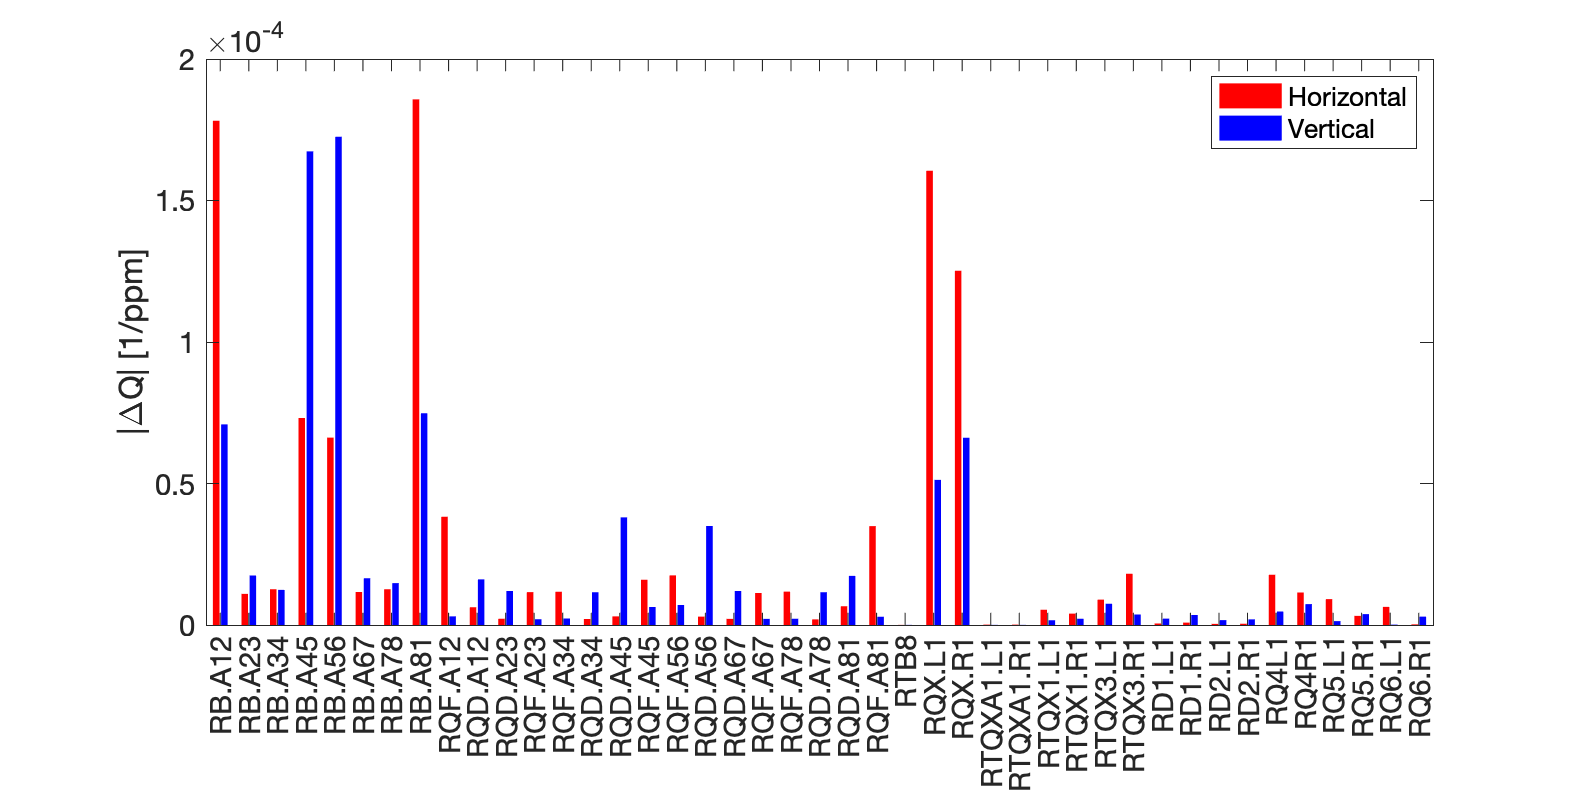 ×10-4
2
1.5
1
0.5
0
|ΔQ| [1/ppm]
Horizontal
Vertical
RB.A12
RB.A23
RB.A34
RB.A45
RB.A56
RB.A67
RB.A78
RB.A81
RQF.A12
RQD.A12
RQD.A23
RQF.A23
RQF.A34
RQD.A34
RQD.A45
RQF.A45
RQF.A56
RQD.A56
RQD.A67
RQF.A67
RQF.A78
RQD.A78
RQD.A81
RQF.A81
RTB8
RQX.L1
RQX.R1
RTQXA1.L1
RTQXA1.R1
RTQX1.L1
RTQX1.R1
RTQX3.L1
RTQX3.R1
RD1.L1
RD1.R1
RD2.L1
RD2.R1
RQ4L1
RQ4R1
RQ5.L1
RQ5.R1
RQ6.L1
RQ6.R1